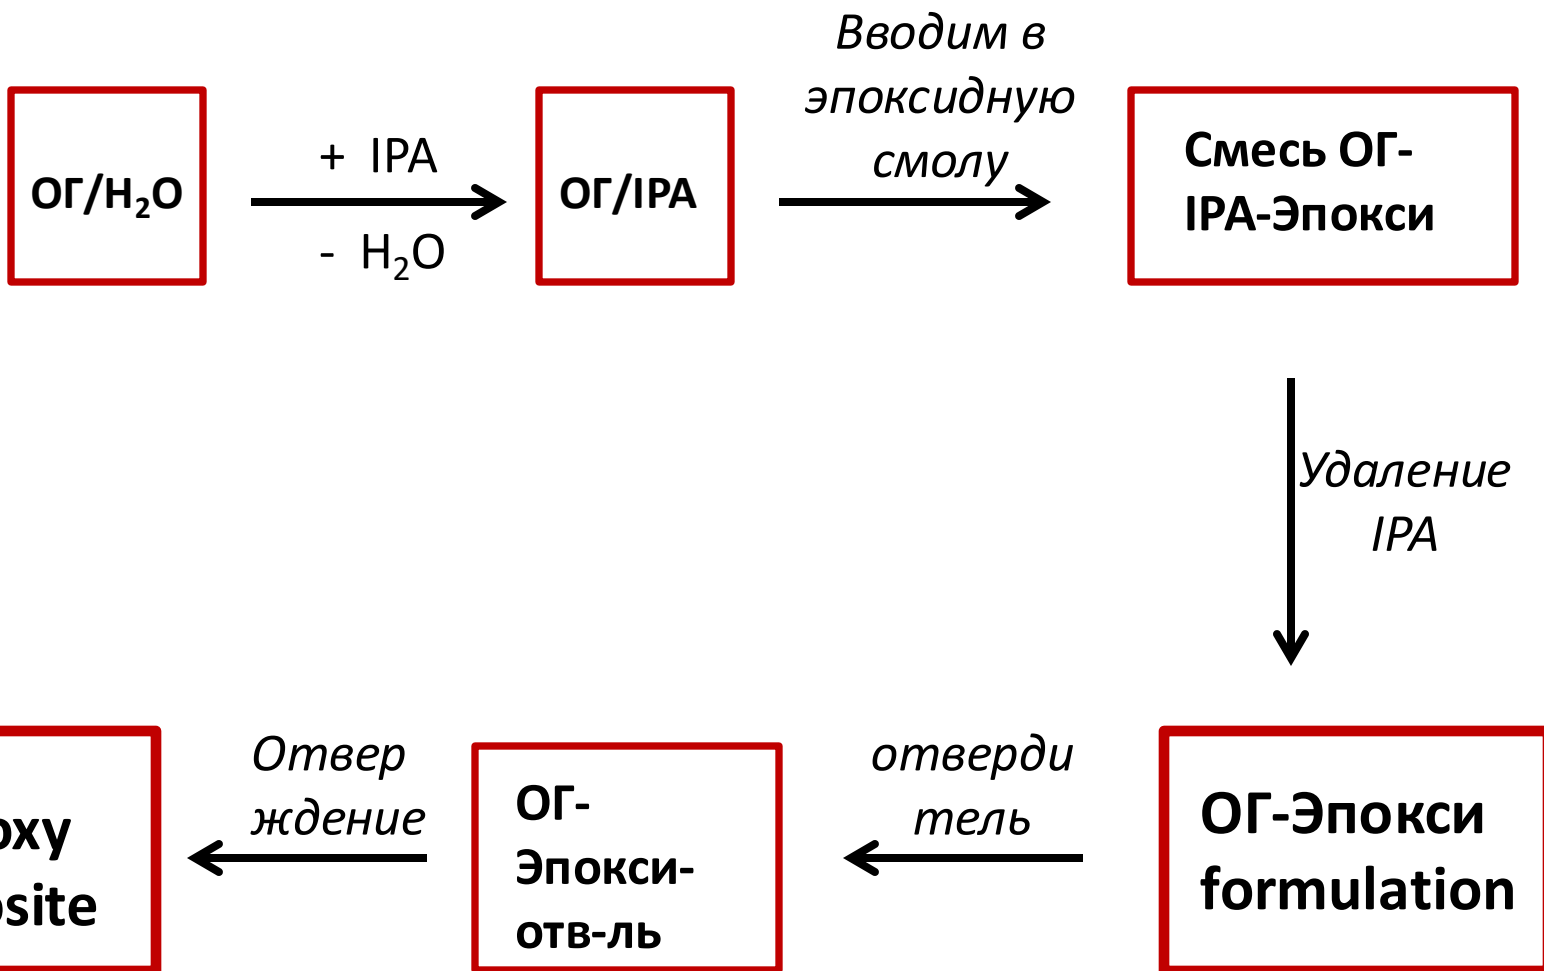 ОГ/H₂O
+ IPA
- H₂O
ОГ/IPA
Вводим в
эпоксидную
смолу
Смесь ОГ-
IPA-Эпокси
Удаление
IPA
ОГ-Эпокси
formulation
отверди
тель
ОГ-
Эпокси-
отв-ль
Отвер
ждение